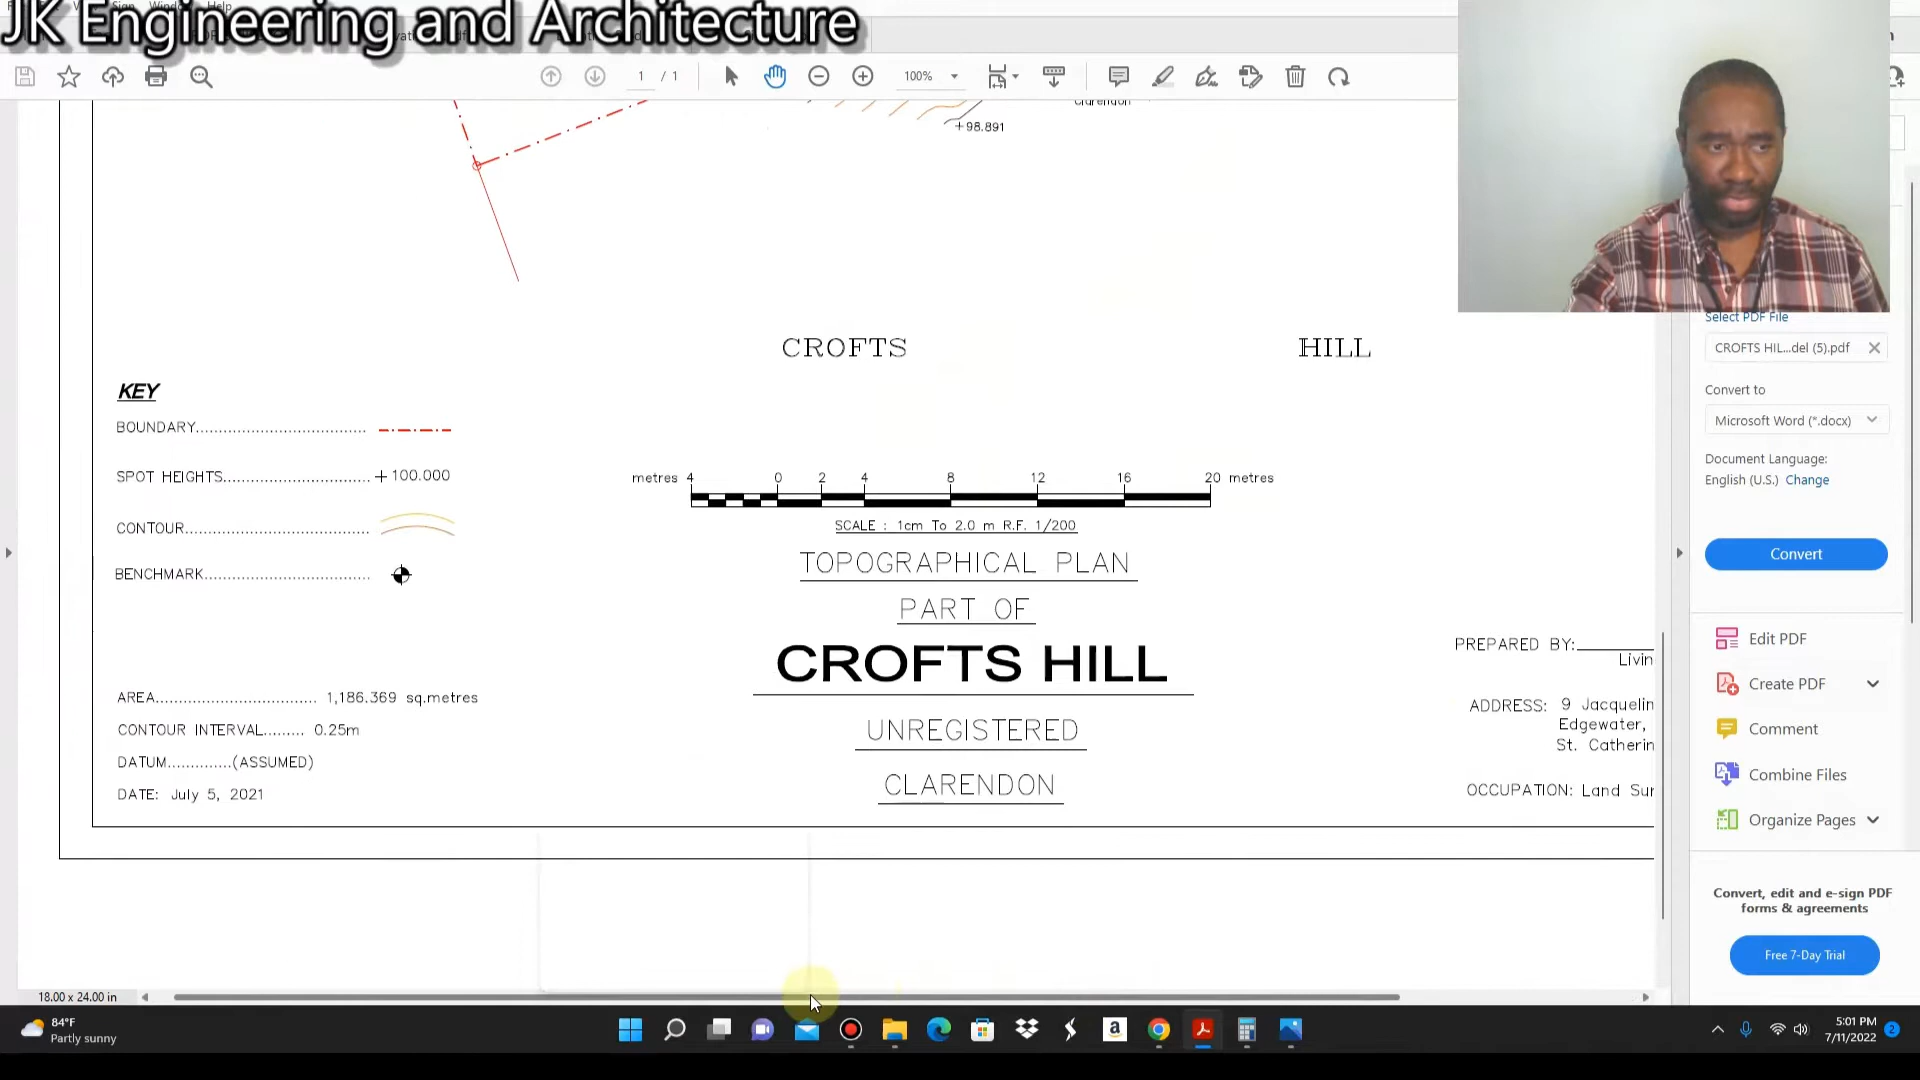 JK Engineering and Architecture
Window Help
1 / 1
100%
Clarendon
+98.891
CROFTS HILL
KEY
BOUNDARY
SPOT HEIGHTS + 100.000
CONTOUR
BENCHMARK
metres 4 0 2 4 8 12 16 20 metres
SCALE : 1cm To 2.0 m R.F. 1/200
TOPOGRAPHICAL PLAN
PART OF
CROFTS HILL
UNREGISTERED
CLARENDON
AREA 1,186.369 sq.metres
CONTOUR INTERVAL......... 0.25m
DATUM..............(ASSUMED)
DATE: July 5, 2021
PREPARED BY:
Livin
ADDRESS: 9 Jacquelin
Edgewater,
St. Catherin
OCCUPATION: Land Sur
Select PDF File
CROFTS HIL...del (5).pdf
Convert to
Microsoft Word (*.docx)
Document Language:
English (U.S.) Change
Convert
Edit PDF
Create PDF
Comment
Combine Files
Organize Pages
Convert, edit and e-sign PDF
forms & agreements
Free 7-Day Trial
18.00 x 24.00 in
84°F
Partly sunny
a
5:01 PM
7/11/2022
2